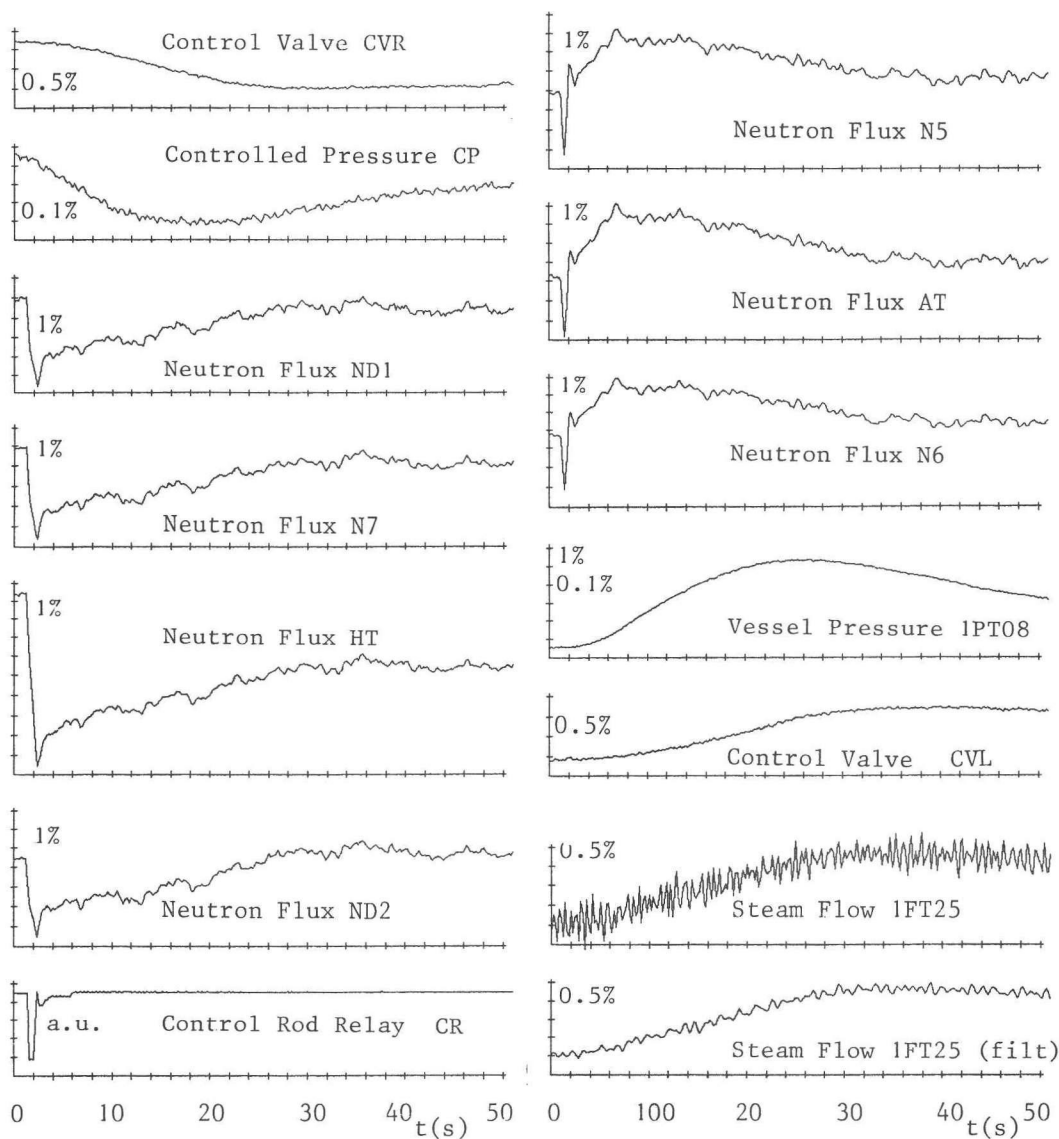 Control Valve CVR
0.5%
Controlled Pressure CP
0.1%
1%
Neutron Flux ND1
1%
Neutron Flux N7
1%
Neutron Flux HT
1%
Neutron Flux ND2
a.u. Control Rod Relay CR
0 10 20 30 40 50
t(s)
1%
Neutron Flux N5
1%
Neutron Flux AT
1%
Neutron Flux N6
1%
0.1%
Vessel Pressure 1PT08
0.5%
Control Valve CVL
0.5%
Steam Flow 1FT25
0.5%
Steam Flow 1FT25 (filt)
0 100 20 30 40 50
t(s)